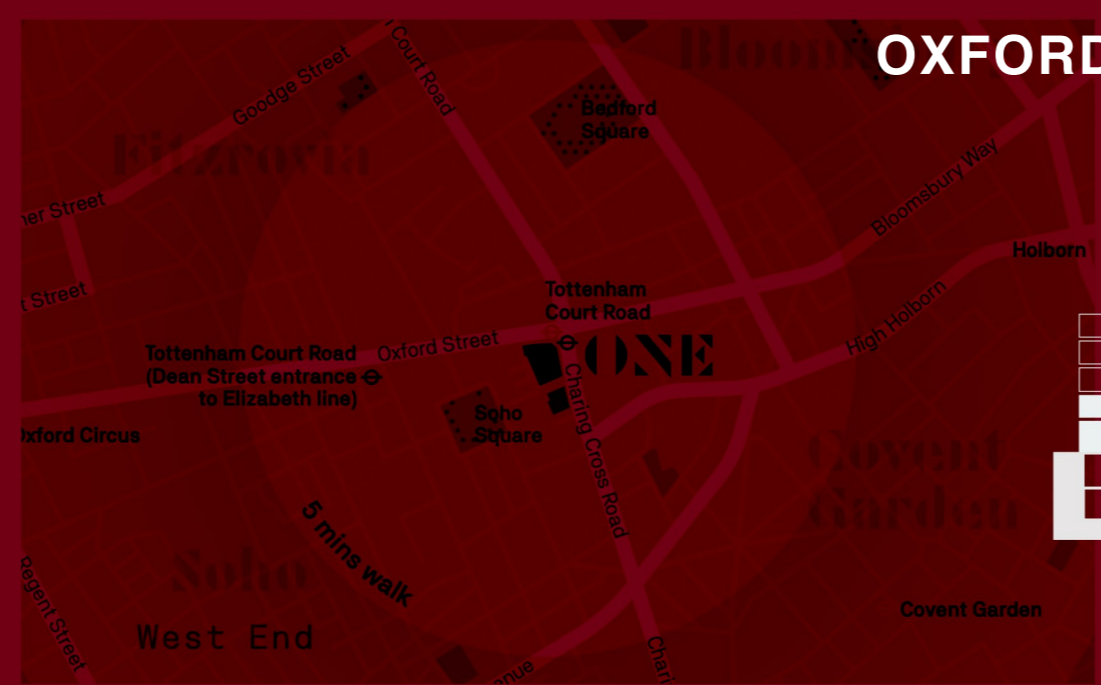 OXFORD
Court Road
Goodge Street
Bedford
Square
Fitzrovia
Bloomsbury Way
ner Street
Holborn
t Street
Tottenham
Court Road
High Holborn
ONE
Oxford Street
Tottenham Court Road
(Dean Street entrance
to Elizabeth line)
Charing Cross Road
Soho
Square
Oxford Circus
Covent
Garden
5 mins walk
Soho
Regent Street
Covent Garden
West End
Chari
enue